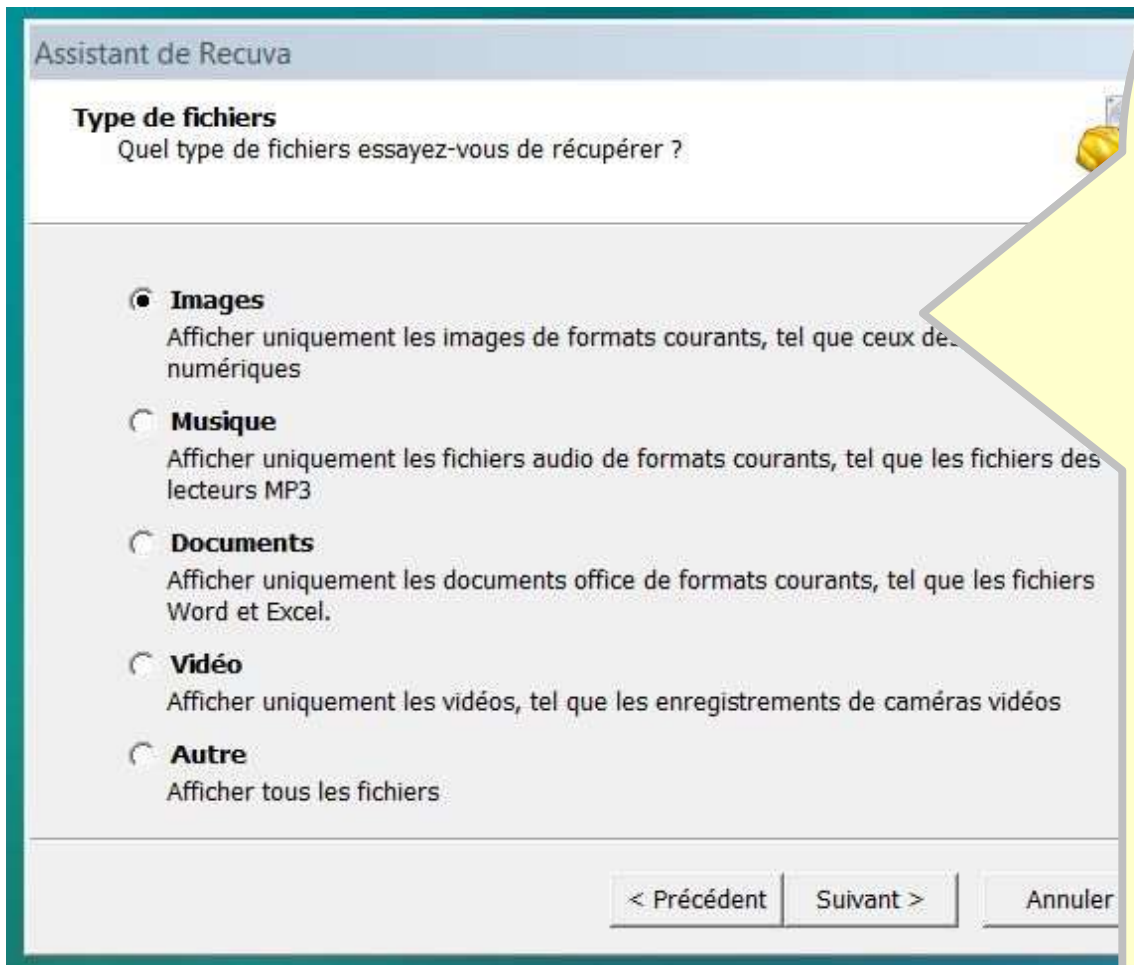 Assistant de Recuva
Type de fichiers
Quel type de fichiers essayez-vous de récupérer ?
Images
Afficher uniquement les images de formats courants, tel que ceux des
numériques
Musique
Afficher uniquement les fichiers audio de formats courants, tel que les fichiers des
lecteurs MP3
Documents
Afficher uniquement les documents office de formats courants, tel que les fichiers
Word et Excel.
Vidéo
Afficher uniquement les vidéos, tel que les enregistrements de caméras vidéos
Autre
Afficher tous les fichiers
< Précédent Suivant > Annuler